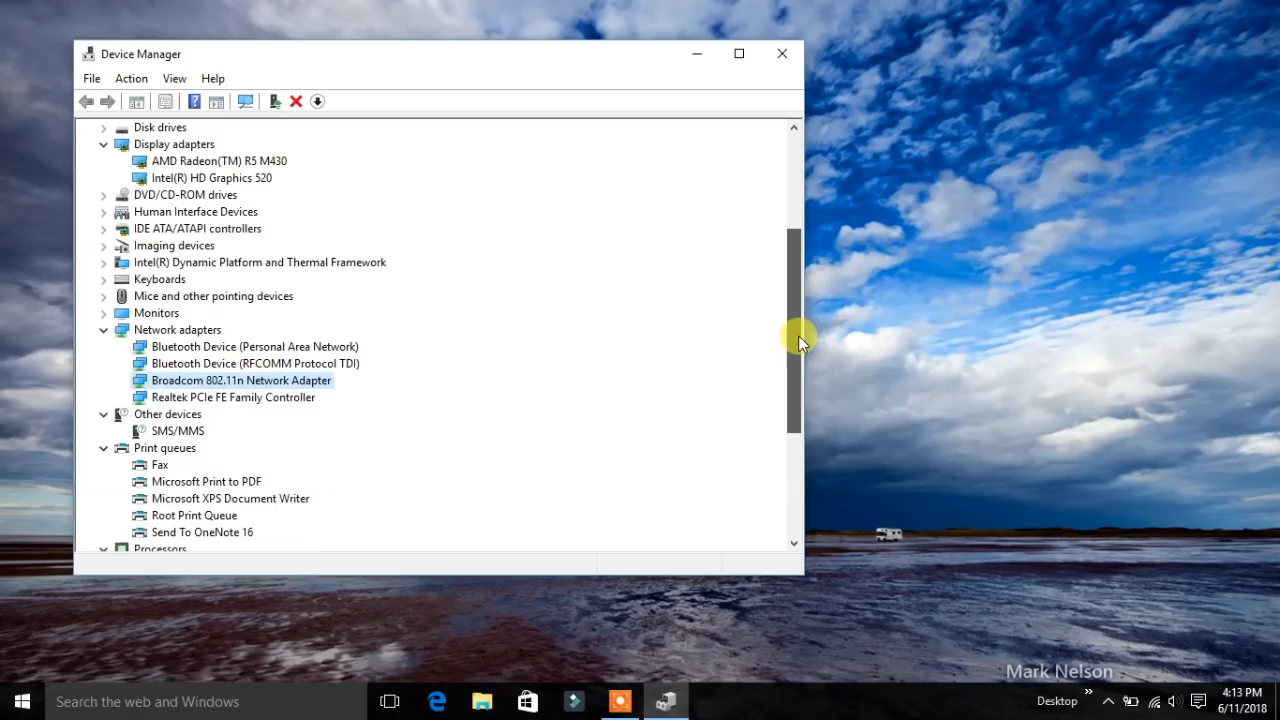 Device Manager
File Action View Help
Disk drives
Display adapters
AMD Radeon(TM) R5 M430
Intel(R) HD Graphics 520
DVD/CD-ROM drives
Human Interface Devices
IDE ATA/ATAPI controllers
Imaging devices
Intel(R) Dynamic Platform and Thermal Framework
Keyboards
Mice and other pointing devices
Monitors
Network adapters
Bluetooth Device (Personal Area Network)
Bluetooth Device (RFCOMM Protocol TDI)
Broadcom 802.11n Network Adapter
Realtek PCIe FE Family Controller
Other devices
SMS/MMS
Print queues
Fax
Microsoft Print to PDF
Microsoft XPS Document Writer
Root Print Queue
Send To OneNote 16
Processors
Mark Nelson
Search the web and Windows
Desktop
4:13 PM
6/11/2018